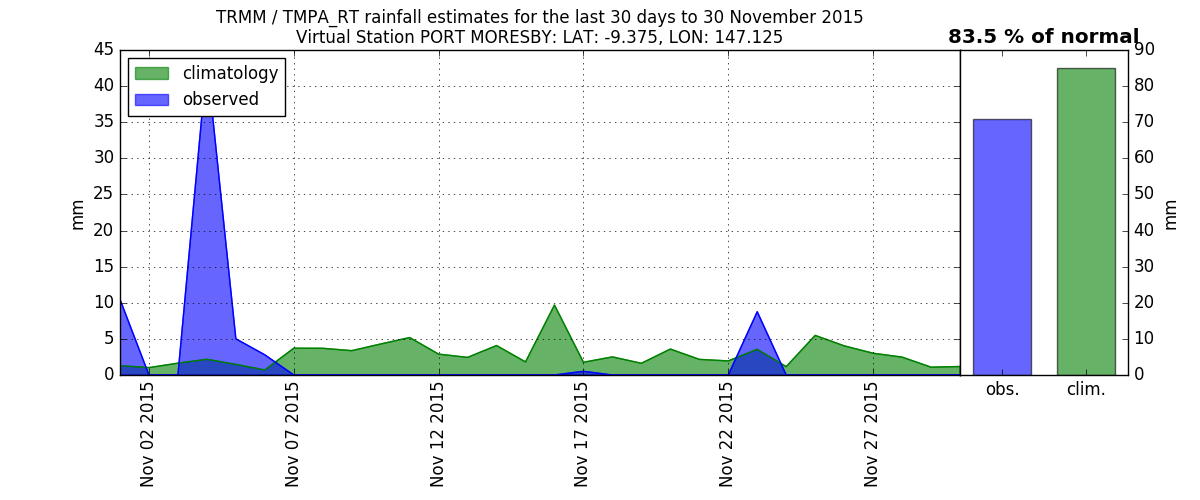 TRMM / TMPA_RT rainfall estimates for the last 30 days to 30 November 2015
Virtual Station PORT MORESBY: LAT: -9.375, LON: 147.125
83.5 % of normal
climatology
observed
45
40
35
30
25
20
15
10
5
0
mm
Nov 02 2015
Nov 07 2015
Nov 12 2015
Nov 17 2015
Nov 22 2015
Nov 27 2015
obs.
clim.
90
80
70
60
50
40
30
20
10
0
mm